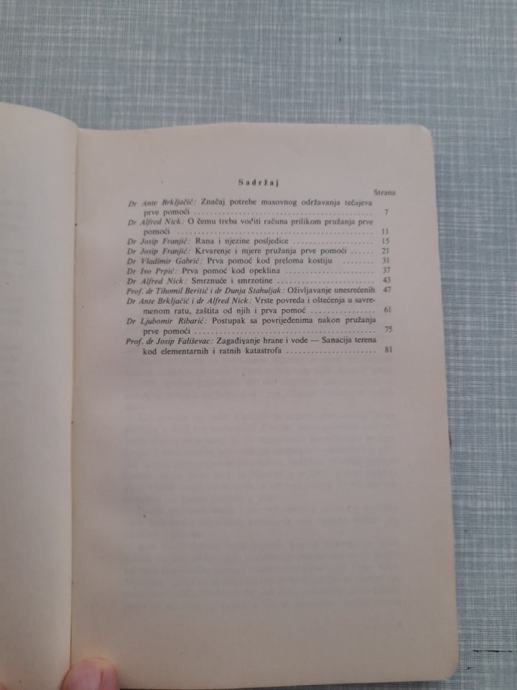 Sadržaj
Strana
Dr Ante Brkljačić: Značaj potrebe masovnog održavanja tečajeva
prve pomoći . . . . . . . . . . . . . . . . . . . . 7
Dr Alfred Nick: O čemu treba voditi računa prilikom pružanja prve
pomoći . . . . . . . . . . . . . . . . . . . . 11
Dr Josip Franjić: Rana i njezine posljedice . . . . . . . . . . 15
Dr Josip Franjić: Krvarenje i mjere pružanja prve pomoći . . . . . 21
Dr Vladimir Gabrić: Prva pomoć kod preloma kostiju . . . . . . . 31
Dr Ivo Prpić: Prva pomoć kod opeklina . . . . . . . . . . 37
Dr Alfred Nick: Smrznuće i smrzotine . . . . . . . . . . 43
Prof. dr Tihomil Beritić i dr Dunja Stahuljak: Oživljavanje unesrećenih 47
Dr Ante Brkljačić i dr Alfred Nick: Vrste povreda i oštećenja u savre-
menom ratu, zaštita od njih i prva pomoć . . . . . . . . 61
Dr Ljubomir Ribarić: Postupak sa povrijeđenima nakon pružanja
prve pomoći . . . . . . . . . . . . . . . . . . . . 75
Prof. dr Josip Fališevac: Zagađivanje hrane i vode — Sanacija terena
kod elementarnih i ratnih katastrofa . . . . . . . . . . 81